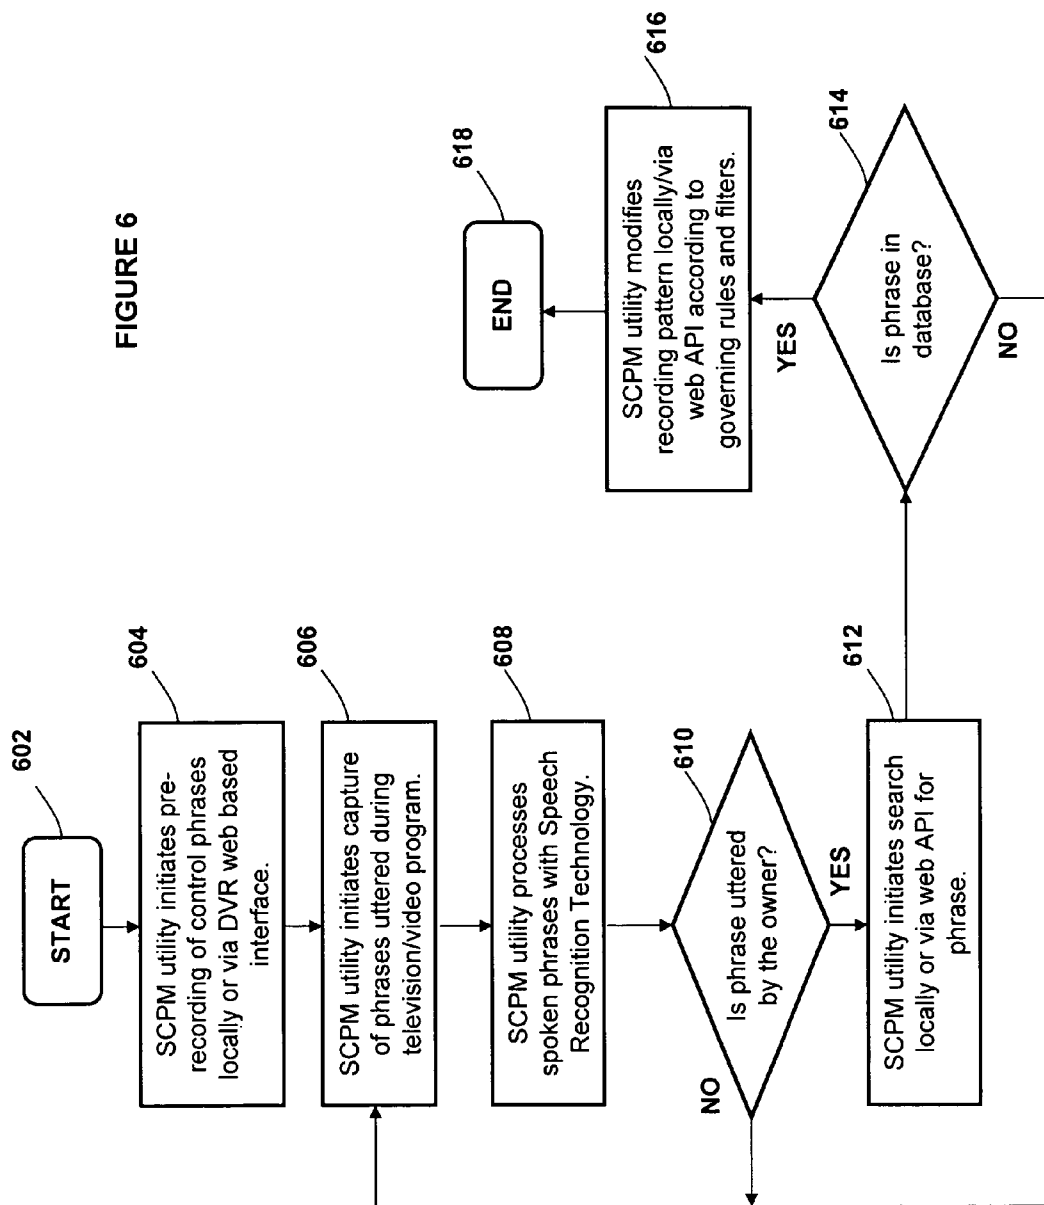 FIGURE 6
602
START
604
SCPM utility initiates pre-
recording of control phrases
locally or via DVR web based
interface.
606
SCPM utility initiates capture
of phrases uttered during
television/video program.
608
SCPM utility processes
spoken phrases with Speech
Recognition Technology.
610
Is phrase uttered
by the owner?
NO
YES
612
SCPM utility initiates search
locally or via web API for
phrase.
614
Is phrase in
database?
YES
NO
616
SCPM utility modifies
recording pattern locally/via
web API according to
governing rules and filters.
618
END